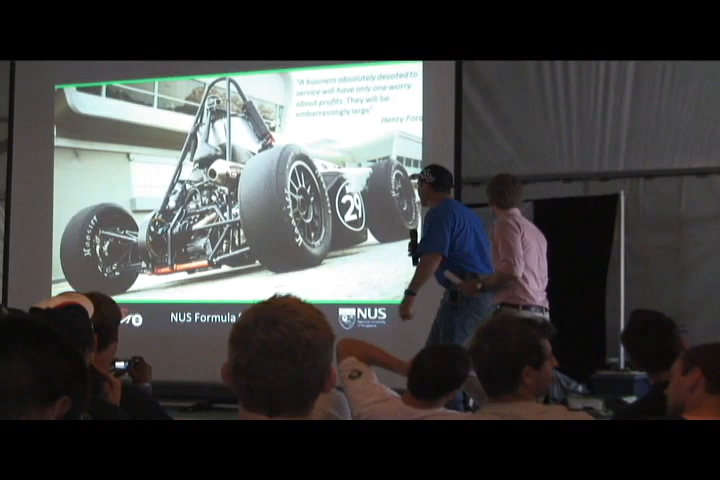 "A business absolutely devoted to
service will have only one worry
about profits. They will be
embarrassingly large"
Henry Ford
29
HOOSIER
NUS Formula
NUS